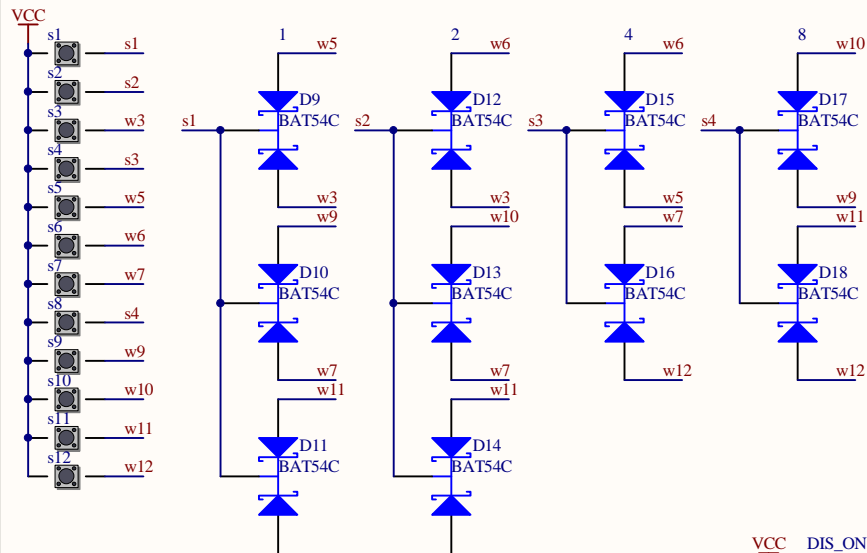 VCC
s1 s1
s2 s2
s3 w3
s4 s3
s5 w5
s6 w6
s7 w7
s8 s4
s9 w9
s10 w10
s11 w11
s12 w12
1
w5
s1
D9
BAT54C
w3
w9
D10
BAT54C
w7
w11
D11
BAT54C
2
w6
s2
D12
BAT54C
w3
w10
D13
BAT54C
w7
w11
D14
BAT54C
4
w6
s3
D15
BAT54C
w5
w7
D16
BAT54C
w12
8
w10
s4
D17
BAT54C
w9
w11
D18
BAT54C
w12
VCC DIS_ON